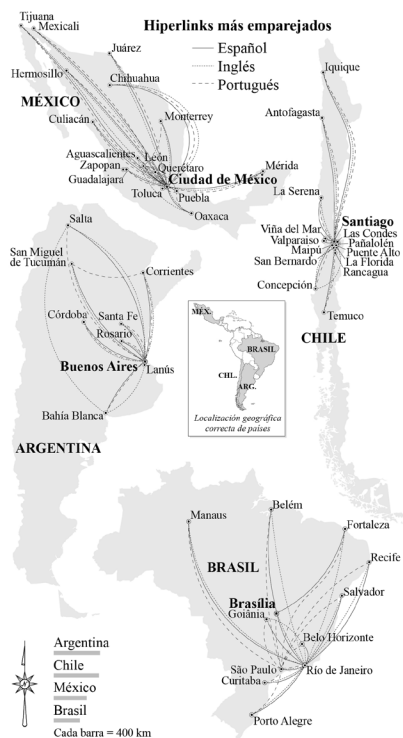 Hiperlinks más emparejados
Español
Inglés
Portugués
Tijuana
Mexicali
Juárez
Hermosillo
Chihuahua
MÉXICO
Culiacán
Monterrey
Aguascalientes
León
Zapopan
Querétaro
Guadalajara
Ciudad de México
Mérida
Toluca
Puebla
Oaxaca
Iquique
Antofagasta
La Serena
Santiago
Viña del Mar
Las Condes
Valparaiso
Pañalolén
Maipú
Puente Alto
San Bernardo
La Florida
Rancagua
Concepción
Temuco
CHILE
Salta
San Miguel
de Tucumán
Corrientes
Córdoba
Santa Fe
Rosario
Buenos Aires
Lanús
Bahía Blanca
ARGENTINA
MÉX.
BRASIL
CHL.
ARG.
Localización geográfica
correcta de países
Manaus
Belém
Fortaleza
Recife
BRASIL
Salvador
Brasília
Goiânia
Belo Horizonte
São Paulo
Río de Janeiro
Curitaba
Porto Alegre
Argentina
Chile
México
Brasil
Cada barra = 400 km